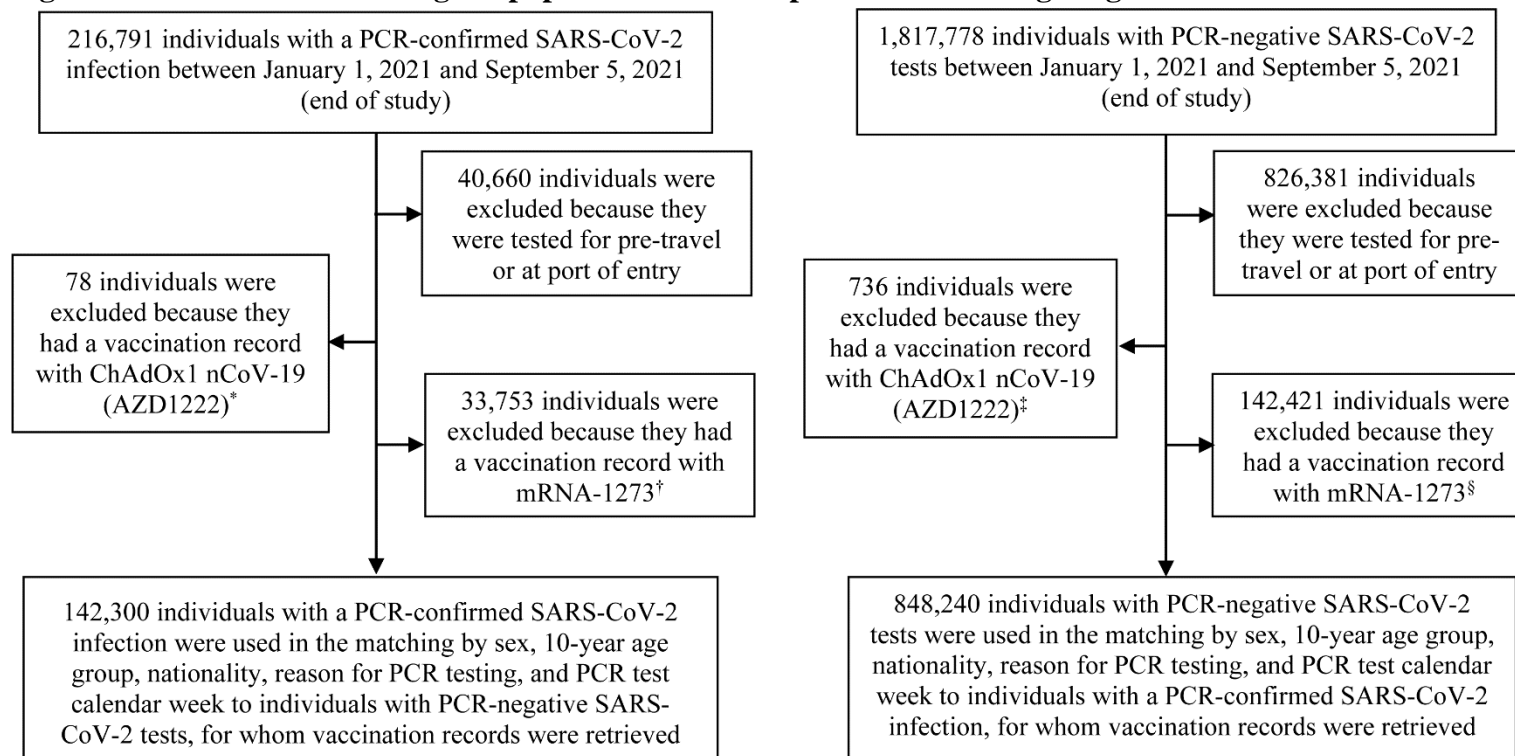 216,791 individuals with a PCR-confirmed SARS-CoV-2
infection between January 1, 2021 and September 5, 2021
(end of study)
40,660 individuals were
excluded because they
were tested for pre-travel
or at port of entry
78 individuals were
excluded because they
had a vaccination record
with ChAdOx1 nCoV-19
(AZD1222)*
33,753 individuals were
excluded because they had
a vaccination record with
mRNA-1273†
142,300 individuals with a PCR-confirmed SARS-CoV-2
infection were used in the matching by sex, 10-year age
group, nationality, reason for PCR testing, and PCR test
calendar week to individuals with PCR-negative SARS-
CoV-2 tests, for whom vaccination records were retrieved
1,817,778 individuals with PCR-negative SARS-CoV-2
tests between January 1, 2021 and September 5, 2021
(end of study)
826,381 individuals
were excluded because
they were tested for pre-
travel or at port of entry
736 individuals were
excluded because they
had a vaccination record
with ChAdOx1 nCoV-19
(AZD1222)‡
142,421 individuals were
excluded because they
had a vaccination record
with mRNA-1273§
848,240 individuals with PCR-negative SARS-CoV-2
tests were used in the matching by sex, 10-year age group,
nationality, reason for PCR testing, and PCR test calendar
week to individuals with a PCR-confirmed SARS-CoV-2
infection, for whom vaccination records were retrieved